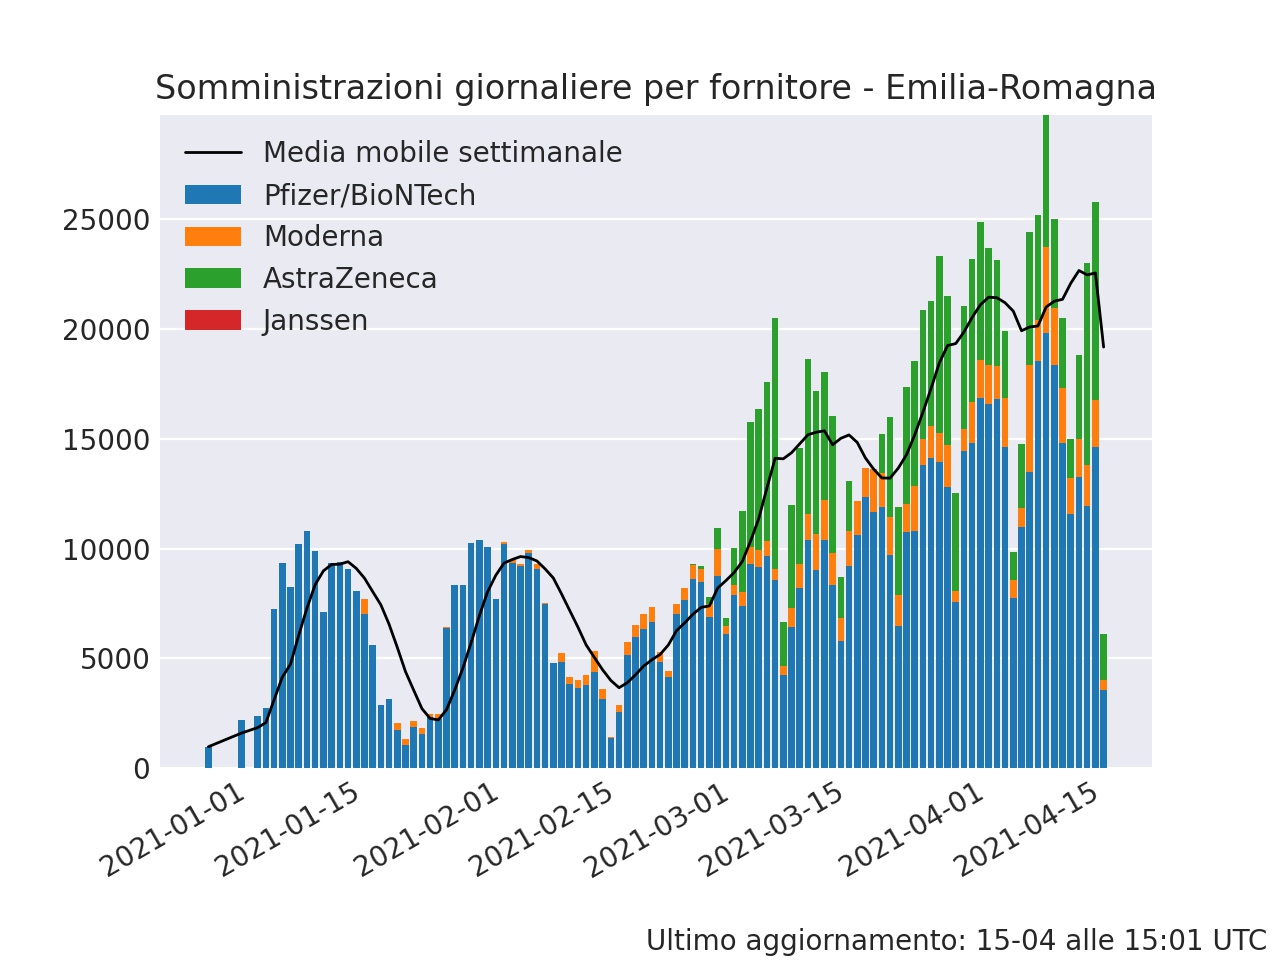 Somministrazioni giornaliere per fornitore - Emilia-Romagna
Media mobile settimanale
Pfizer/BioNTech
Moderna
AstraZeneca
Janssen
25000
20000
15000
10000
5000
0
2021-01-01
2021-01-15
2021-02-01
2021-02-15
2021-03-01
2021-03-15
2021-04-01
2021-04-15
Ultimo aggiornamento: 15-04 alle 15:01 UTC